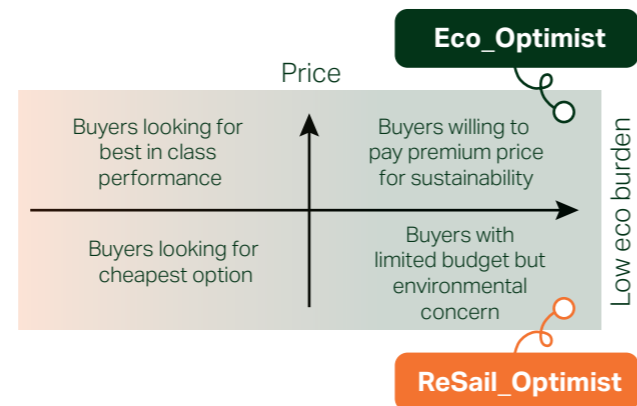 Eco_Optimist
Price
Buyers looking for
best in class
performance
Buyers willing to
pay premium price
for sustainability
Low eco burden
Buyers looking for
cheapest option
Buyers with
limited budget but
environmental
concern
ReSail_Optimist